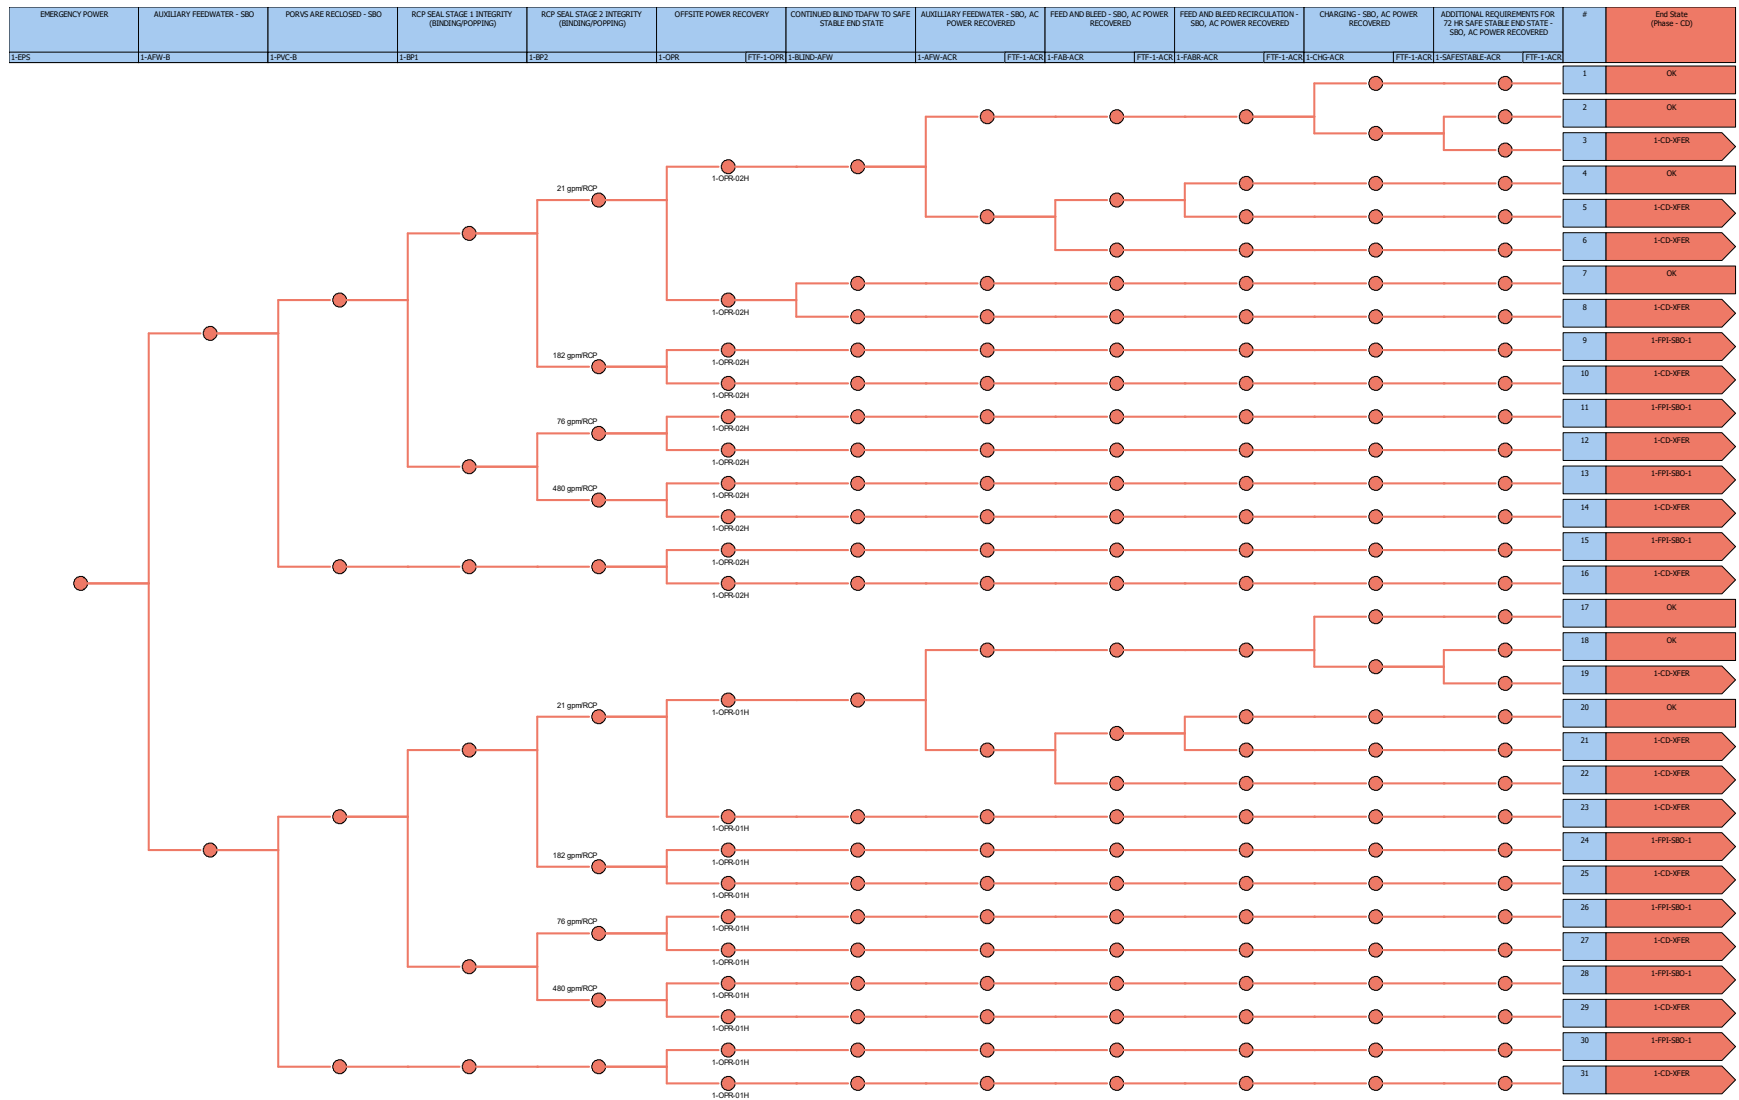 EMERGENCY POWER
AUXILIARY FEEDWATER - SBO
PORVS ARE RECLOSED - SBO
RCP SEAL STAGE 1 INTEGRITY
(BINDING/POPPING)
RCP SEAL STAGE 2 INTEGRITY
(BINDING/POPPING)
OFFSITE POWER RECOVERY
CONTINUED BLIND TDAFW TO SAFE
STABLE END STATE
AUXILLIARY FEEDWATER - SBO, AC
POWER RECOVERED
FEED AND BLEED - SBO, AC POWER
RECOVERED
FEED AND BLEED RECIRCULATION -
SBO, AC POWER RECOVERED
CHARGING - SBO, AC POWER
RECOVERED
ADDITIONAL REQUIREMENTS FOR
72 HR SAFE STABLE END STATE -
SBO, AC POWER RECOVERED
#
End State
(Phase - CD)
1-EPS
1-AFW-B
1-PVC-B
1-BP1
1-BP2
1-OPR
FTF-1-OPR
1-BLIND-AFW
1-AFW-ACR
FTF-1-ACR
1-FAB-ACR
FTF-1-ACR
1-FABR-ACR
FTF-1-ACR
1-CHG-ACR
FTF-1-ACR
1-SAFESTABLE-ACR
FTF-1-ACR
1
OK
2
OK
3
1-CD-XFER
1-OPR-02H
4
OK
21 gpm/RCP
5
1-CD-XFER
6
1-CD-XFER
7
OK
1-OPR-02H
8
1-CD-XFER
9
1-FPI-SBO-1
182 gpm/RCP
1-OPR-02H
10
1-CD-XFER
1-OPR-02H
11
1-FPI-SBO-1
76 gpm/RCP
1-OPR-02H
12
1-CD-XFER
1-OPR-02H
13
1-FPI-SBO-1
480 gpm/RCP
1-OPR-02H
14
1-CD-XFER
1-OPR-02H
15
1-FPI-SBO-1
1-OPR-02H
16
1-CD-XFER
1-OPR-02H
17
OK
18
OK
19
1-CD-XFER
21 gpm/RCP
1-OPR-01H
20
OK
21
1-CD-XFER
22
1-CD-XFER
23
1-CD-XFER
1-OPR-01H
24
1-FPI-SBO-1
182 gpm/RCP
1-OPR-01H
25
1-CD-XFER
1-OPR-01H
26
1-FPI-SBO-1
76 gpm/RCP
1-OPR-01H
27
1-CD-XFER
1-OPR-01H
28
1-FPI-SBO-1
480 gpm/RCP
1-OPR-01H
29
1-CD-XFER
1-OPR-01H
30
1-FPI-SBO-1
1-OPR-01H
31
1-CD-XFER
1-OPR-01H